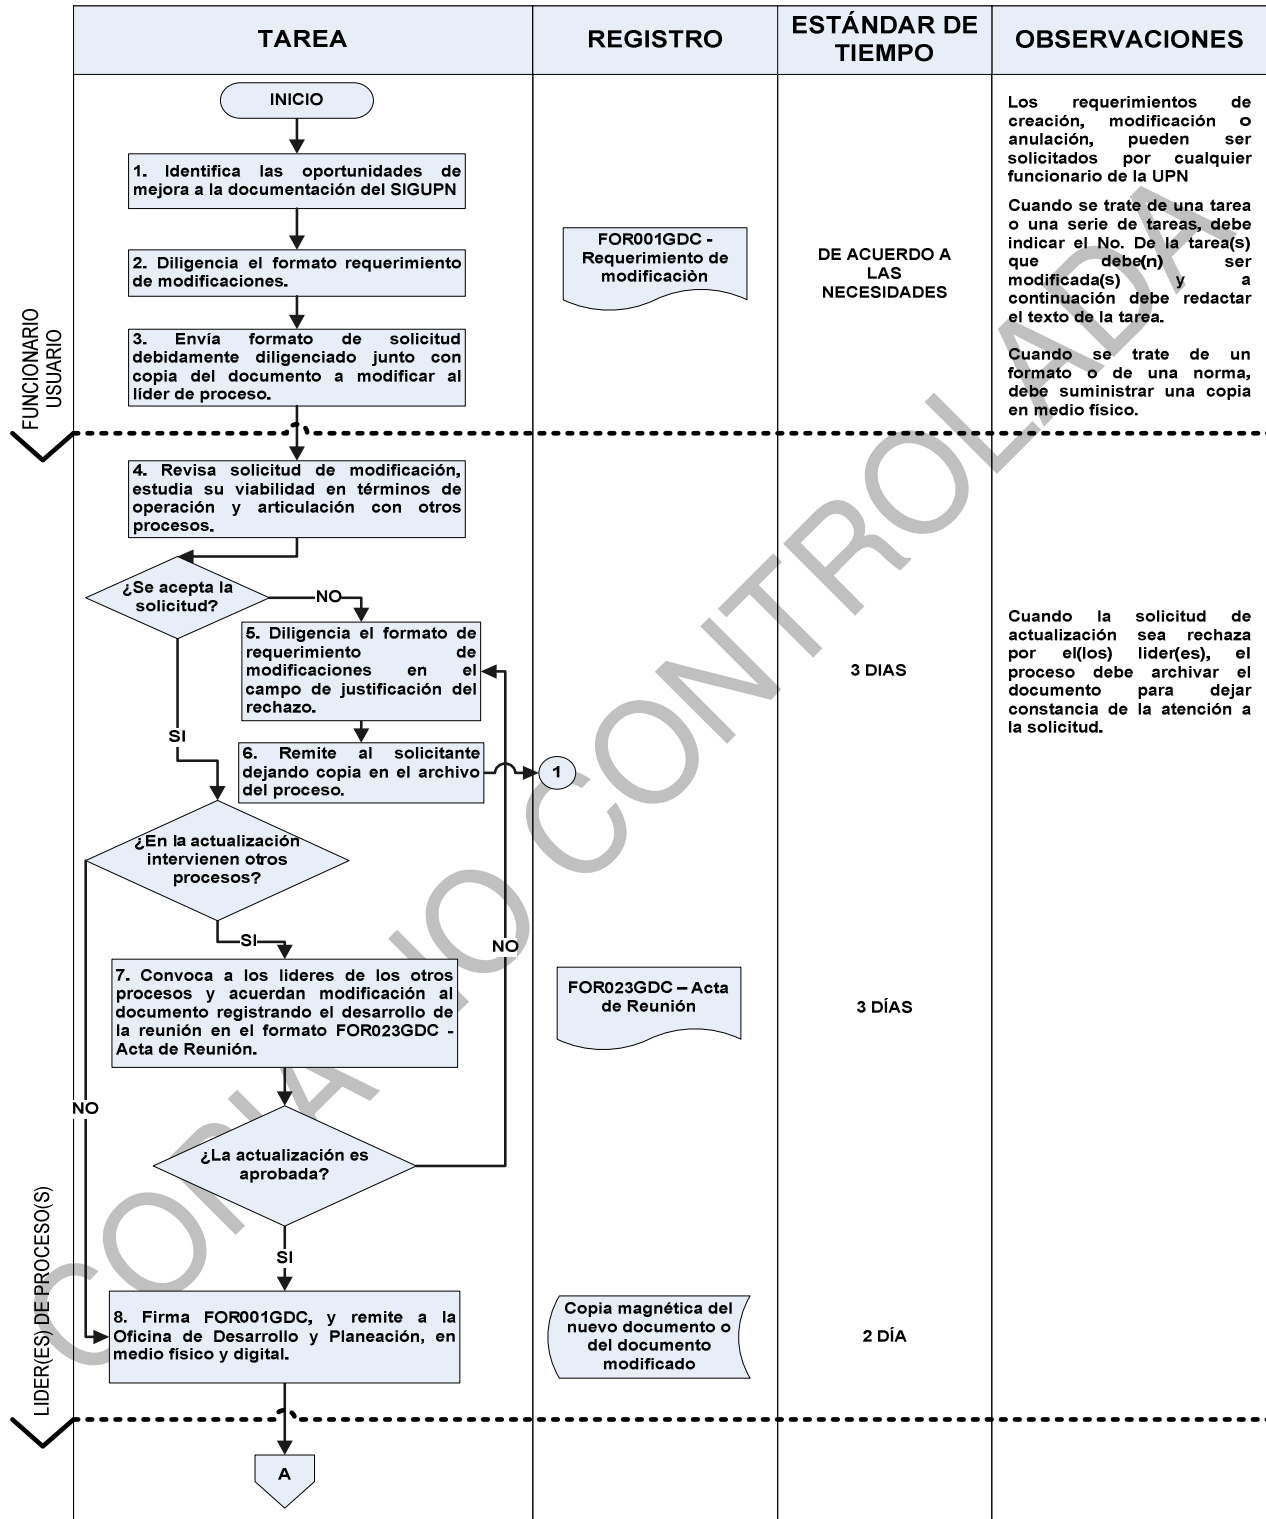 TAREA
REGISTRO
ESTÁNDAR DE
TIEMPO
OBSERVACIONES
FUNCIONARIO
USUARIO
INICIO
1. Identifica las oportunidades de
mejora a la documentación del SIGUPN
2. Diligencia el formato requerimiento
de modificaciones.
3. Envía formato de solicitud
debidamente diligenciado junto con
copia del documento a modificar al
líder de proceso.
FOR001GDC -
Requerimiento de
modificaciòn
DE ACUERDO A
LAS
NECESIDADES
Los requerimientos de
creación, modificación o
anulación, pueden ser
solicitados por cualquier
funcionario de la UPN
Cuando se trate de una tarea
o una serie de tareas, debe
indicar el No. De la tarea(s)
que debe(n) ser
modificada(s) y a
continuación debe redactar
el texto de la tarea.
Cuando se trate de un
formato o de una norma,
debe suministrar una copia
en medio físico.
LIDER(ES) DE PROCESO(S)
4. Revisa solicitud de modificación,
estudia su viabilidad en términos de
operación y articulación con otros
procesos.
¿Se acepta la
solicitud?
NO
5. Diligencia el formato de
requerimiento de
modificaciones en el
campo de justificación del
rechazo.
SI
6. Remite al solicitante
dejando copia en el archivo
del proceso.
1
3 DIAS
Cuando la solicitud de
actualización sea rechaza
por el(los) lider(es), el
proceso debe archivar el
documento para dejar
constancia de la atención a
la solicitud.
¿En la actualización
intervienen otros
procesos?
SI
NO
7. Convoca a los lideres de los otros
procesos y acuerdan modificación al
documento registrando el desarrollo de
la reunión en el formato FOR023GDC -
Acta de Reunión.
FOR023GDC – Acta
de Reunión
3 DÍAS
NO
¿La actualización es
aprobada?
SI
8. Firma FOR001GDC, y remite a la
Oficina de Desarrollo y Planeación, en
medio físico y digital.
Copia magnética del
nuevo documento o
del documento
modificado
2 DÍA
A
COPIA NO CONTROLADA